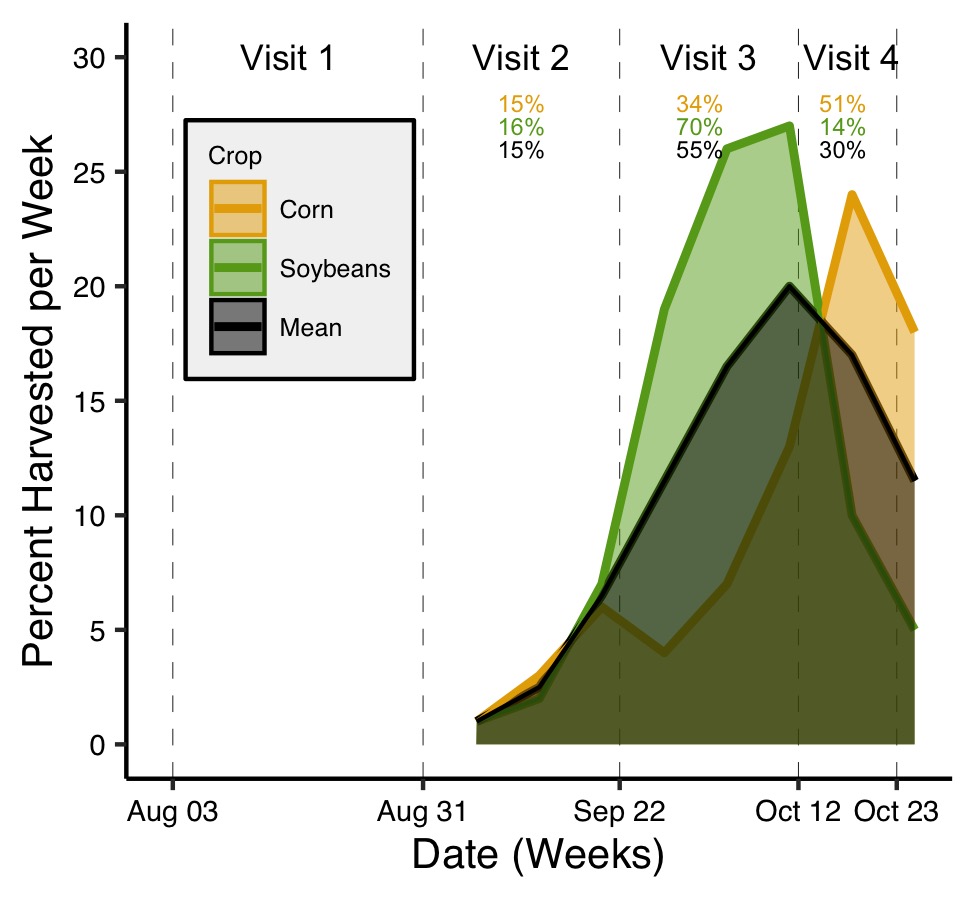 Visit 1 Visit 2 Visit 3 Visit 4
15% 34% 51%
16% 70% 14%
15% 55% 30%
Crop
Corn
Soybeans
Mean
Percent Harvested per Week
30
25
20
15
10
5
0
Aug 03 Aug 31 Sep 22 Oct 12 Oct 23
Date (Weeks)